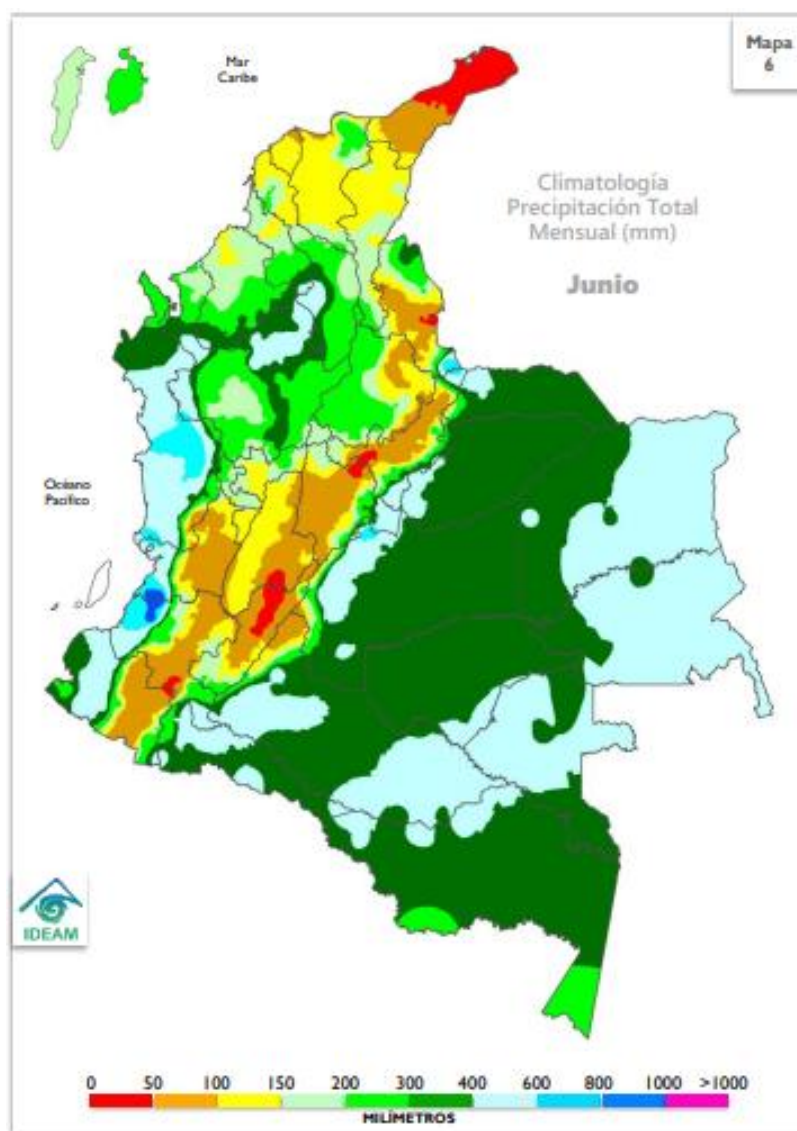 Mapa
6
Mar
Caribe
Climatología
Precipitación Total
Mensual (mm)
Junio
Océano
Pacífico
IDEAM
0 50 100 150 200 300 400 600 800 1000 >1000
MILÍMETROS